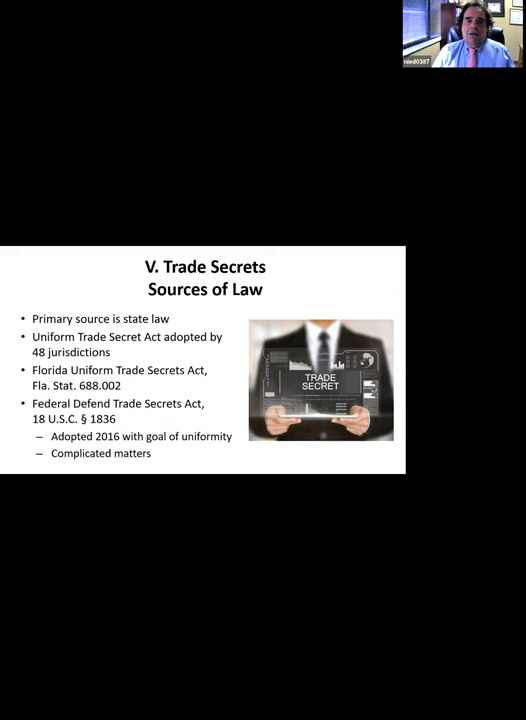 nied0387
V. Trade Secrets
Sources of Law
• Primary source is state law
• Uniform Trade Secret Act adopted by
48 jurisdictions
• Florida Uniform Trade Secrets Act,
Fla. Stat. 688.002
• Federal Defend Trade Secrets Act,
18 U.S.C. § 1836
– Adopted 2016 with goal of uniformity
– Complicated matters
TRADE
SECRET